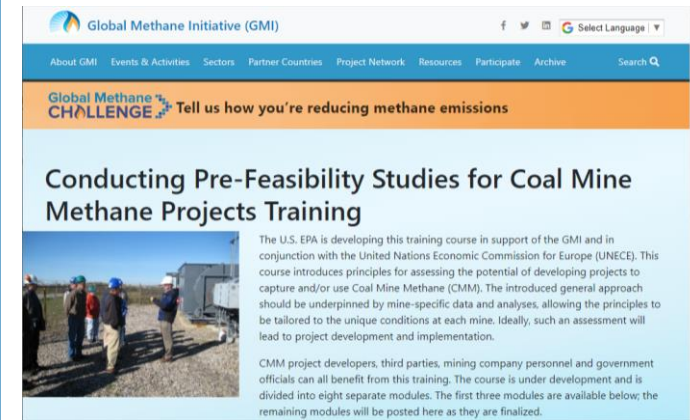 Global Methane Initiative (GMI)
Select Language
About GMI Events & Activities Sectors Partner Countries Project Network Resources Participate Archive Search
Global Methane
CHALLENGE
Tell us how you're reducing methane emissions
Conducting Pre-Feasibility Studies for Coal Mine
Methane Projects Training
The U.S. EPA is developing this training course in support of the GMI and in
conjunction with the United Nations Economic Commission for Europe (UNECE). This
course introduces principles for assessing the potential of developing projects to
capture and/or use Coal Mine Methane (CMM). The introduced general approach
should be underpinned by mine-specific data and analyses, allowing the principles to
be tailored to the unique conditions at each mine. Ideally, such an assessment will
lead to project development and implementation.
CMM project developers, third parties, mining company personnel and government
officials can all benefit from this training. The course is under development and is
divided into eight separate modules. The first three modules are available below; the
remaining modules will be posted here as they are finalized.